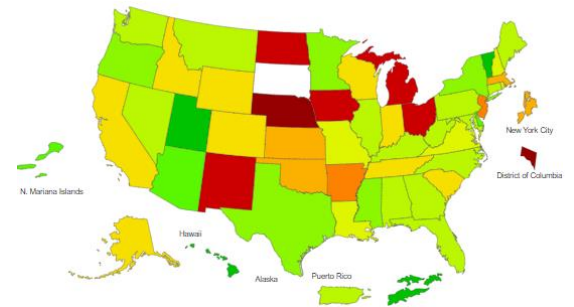 New York City
District of Columbia
N. Mariana Islands
Hawaii
Alaska
Puerto Rico